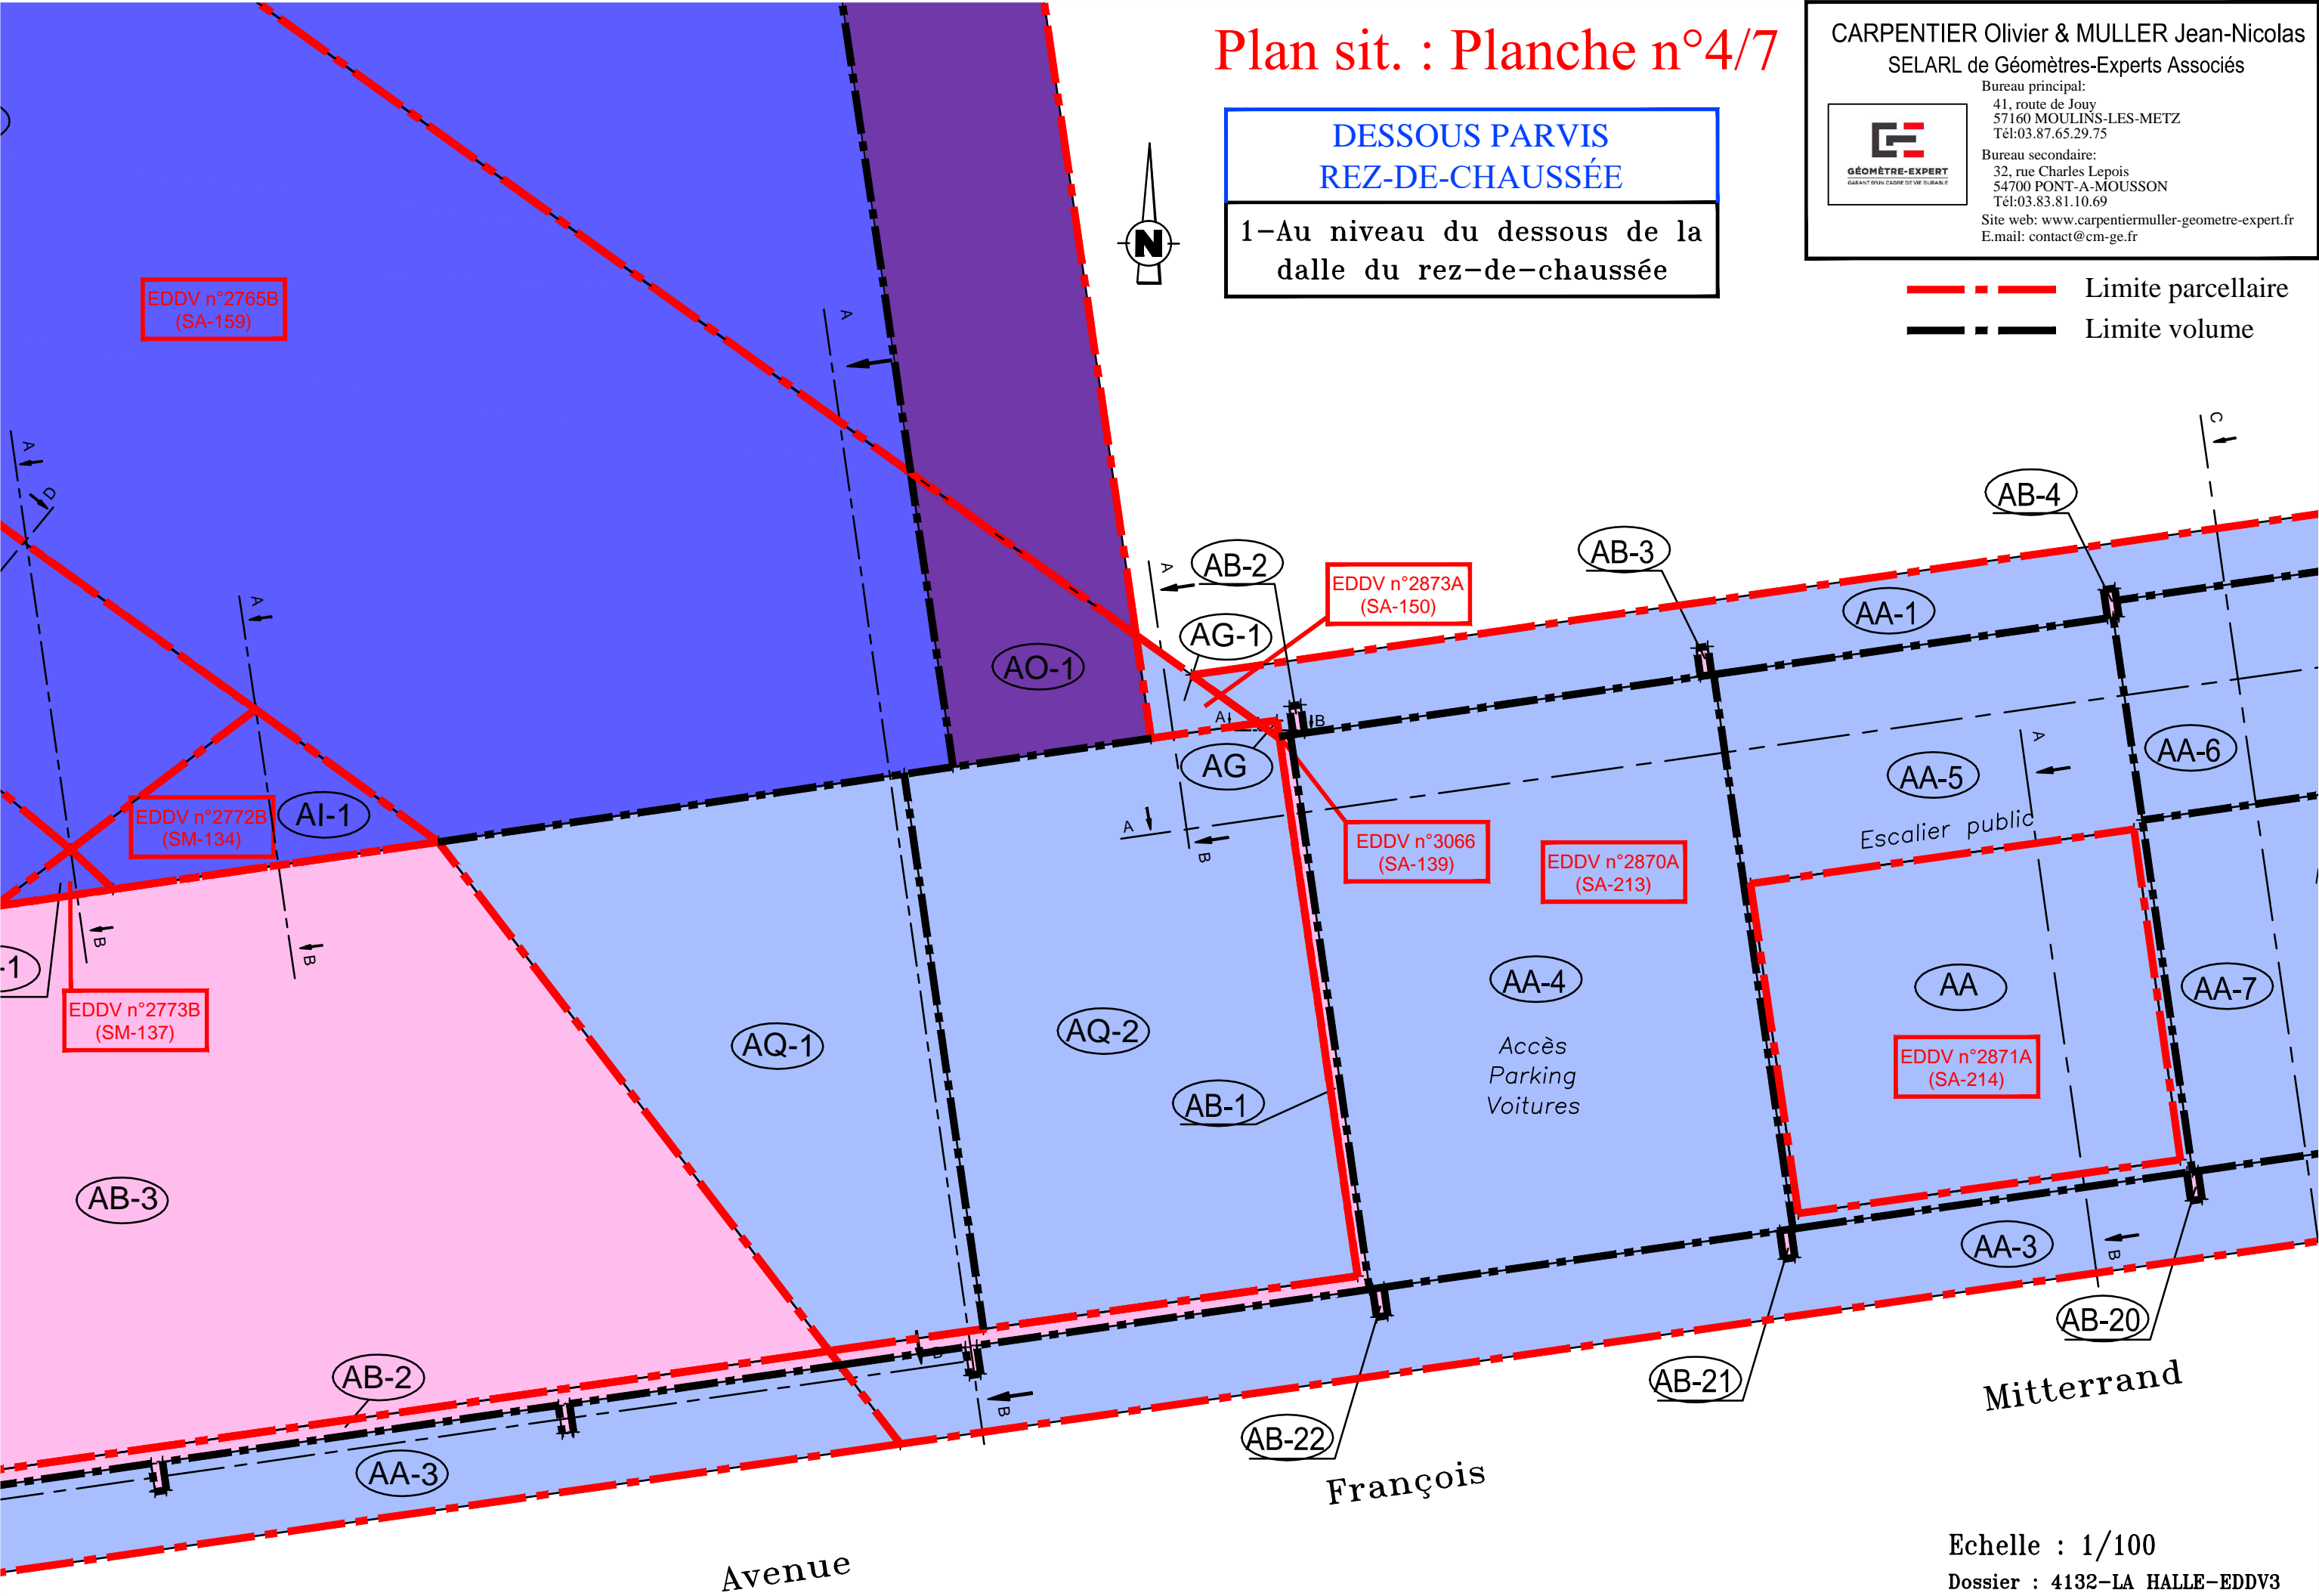 Plan sit. : Planche n°4/7
DESSOUS PARVIS
REZ-DE-CHAUSSÉE
1-Au niveau du dessous de la
dalle du rez-de-chaussée
CARPENTIER Olivier & MULLER Jean-Nicolas
SELARL de Géomètres-Experts Associés
Bureau principal:
41, route de Jouy
57160 MOULINS-LES-METZ
Tél:03.87.65.29.75
Bureau secondaire:
32, rue Charles Lepois
54700 PONT-A-MOUSSON
Tél:03.83.81.10.69
Site web: www.carpentiermuller-geometre-expert.fr
E.mail: contact@cm-ge.fr
GÉOMÈTRE-EXPERT
GARANT D'UN CADRE DE VIE DURABLE
Limite parcellaire
Limite volume
N
EDDV n°2765B
(SA-159)
A
A
D
A
C
AB-4
AB-3
AB-2
A
EDDV n°2873A
(SA-150)
AG-1
AA-1
AO-1
A
B
AG
A
AA-6
AA-5
Escalier public
EDDV n°2772B
(SM-134)
AI-1
A
B
EDDV n°3066
(SA-139)
EDDV n°2870A
(SA-213)
B
B
-1
EDDV n°2773B
(SM-137)
AQ-1
AQ-2
AA-4
Accès
Parking
Voitures
AA
AA-7
EDDV n°2871A
(SA-214)
AB-1
AB-3
AA-3
B
AB-20
AB-2
B
B
AB-21
AB-22
AA-3
Avenue
François
Mitterrand
Echelle : 1/100
Dossier : 4132-LA HALLE-EDDV3